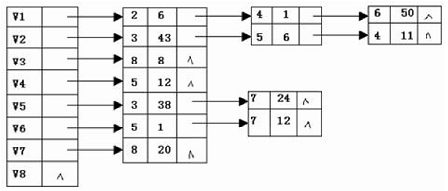 V1 2 6 4 1 6 50 ^
V2 3 43 5 6 4 11 ^
V3 8 8 ^
V4 5 12 ^
V5 3 38 7 24 ^
V6 5 1 7 12 ^
V7 8 20 ^
V8 ^